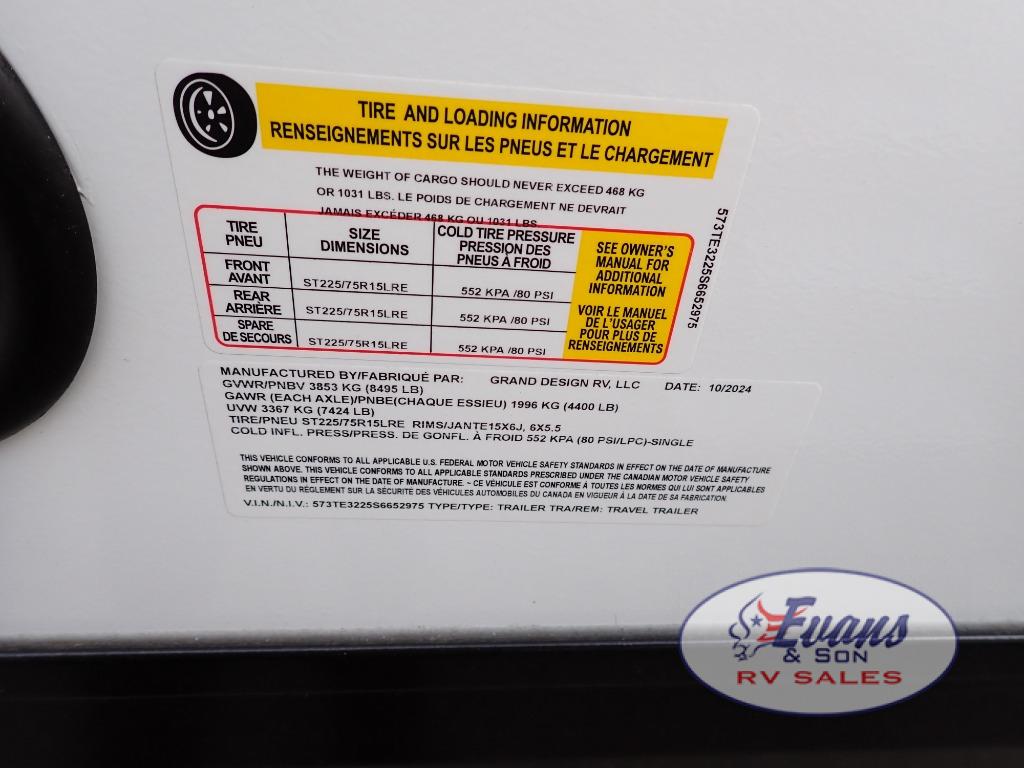 TIRE AND LOADING INFORMATION
RENSEIGNEMENTS SUR LES PNEUS ET LE CHARGEMENT
THE WEIGHT OF CARGO SHOULD NEVER EXCEED 468 KG
OR 1031 LBS. LE POIDS DE CHARGEMENT NE DEVRAIT
JAMAIS EXCÉDER 468 KG OU 1031 LBS.
TIRE
PNEU
SIZE
DIMENSIONS
COLD TIRE PRESSURE
PRESSION DES
PNEUS À FROID
FRONT
AVANT
ST225/75R15LRE
552 KPA /80 PSI
REAR
ARRIÈRE
ST225/75R15LRE
552 KPA /80 PSI
SPARE
DE SECOURS
ST225/75R15LRE
552 KPA /80 PSI
SEE OWNER'S
MANUAL FOR
ADDITIONAL
INFORMATION
VOIR LE MANUEL
DE L'USAGER
POUR PLUS DE
RENSEIGNEMENTS
573TE3225S6652975
MANUFACTURED BY/FABRIQUÉ PAR: GRAND DESIGN RV, LLC DATE: 10/2024
GVWR/PNBV 3853 KG (8495 LB)
GAWR (EACH AXLE)/PNBE(CHAQUE ESSIEU) 1996 KG (4400 LB)
UVW 3367 KG (7424 LB)
TIRE/PNEU ST225/75R15LRE RIMS/JANTE15X6J, 6X5.5
COLD INFL. PRESS/PRESS. DE GONFL. À FROID 552 KPA (80 PSI/LPC)-SINGLE
THIS VEHICLE CONFORMS TO ALL APPLICABLE U.S. FEDERAL MOTOR VEHICLE SAFETY STANDARDS IN EFFECT ON THE DATE OF MANUFACTURE
SHOWN ABOVE. THIS VEHICLE CONFORMS TO ALL APPLICABLE STANDARDS PRESCRIBED UNDER THE CANADIAN MOTOR VEHICLE SAFETY
REGULATIONS IN EFFECT ON THE DATE OF MANUFACTURE. ~ CE VÉHICULE EST CONFORME À TOUTES LES NORMES QUI LUI SONT APPLICABLES
EN VERTU DU RÉGLEMENT SUR LA SÉCURITÉ DES VÉHICULES AUTOMOBILES DU CANADA EN VIGUEUR À LA DATE DE SA FABRICATION.
V.I.N./N.I.V.: 573TE3225S6652975 TYPE/TYPE: TRAILER TRA/REM: TRAVEL TRAILER
Evans
& SON
RV SALES